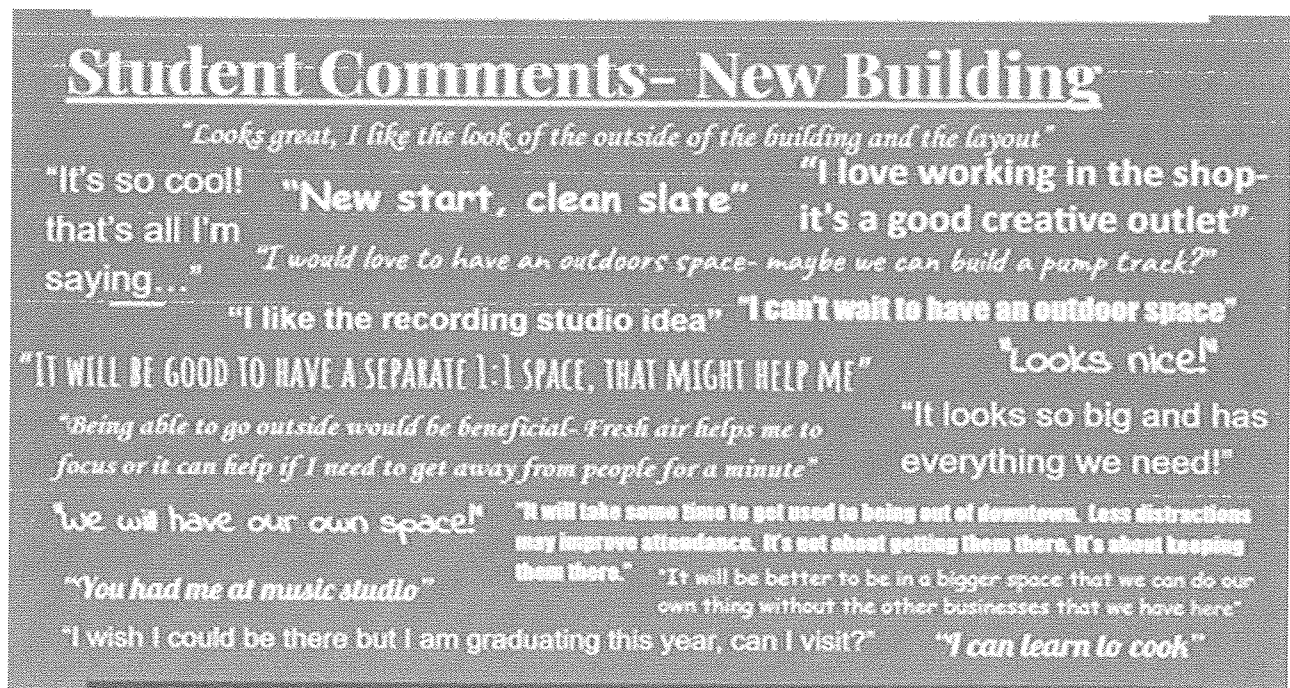 Student Comments- New Building
"Looks great, I like the look of the outside of the building and the layout"
"It's so cool!
that's all I'm
saying..."
"New start, clean slate"
"I love working in the shop-
it's a good creative outlet"
"I would love to have an outdoors space- maybe we can build a pump track?"
"I like the recording studio idea"
"I can't wait to have an outdoor space"
"IT WILL BE GOOD TO HAVE A SEPARATE 1:1 SPACE, THAT MIGHT HELP ME"
"Looks nice!"
"Being able to go outside would be beneficial- Fresh air helps me to
focus or it can help if I need to get away from people for a minute"
"It looks so big and has
everything we need!"
"We will have our own space!"
"It will take some time to get used to being out of downtown. Less distractions
may improve attendance. It's not about getting them there, it's about keeping
them there."
"You had me at music studio"
"It will be better to be in a bigger space that we can do our
own thing without the other businesses that we have here"
"I wish I could be there but I am graduating this year, can I visit?"
"I can learn to cook"